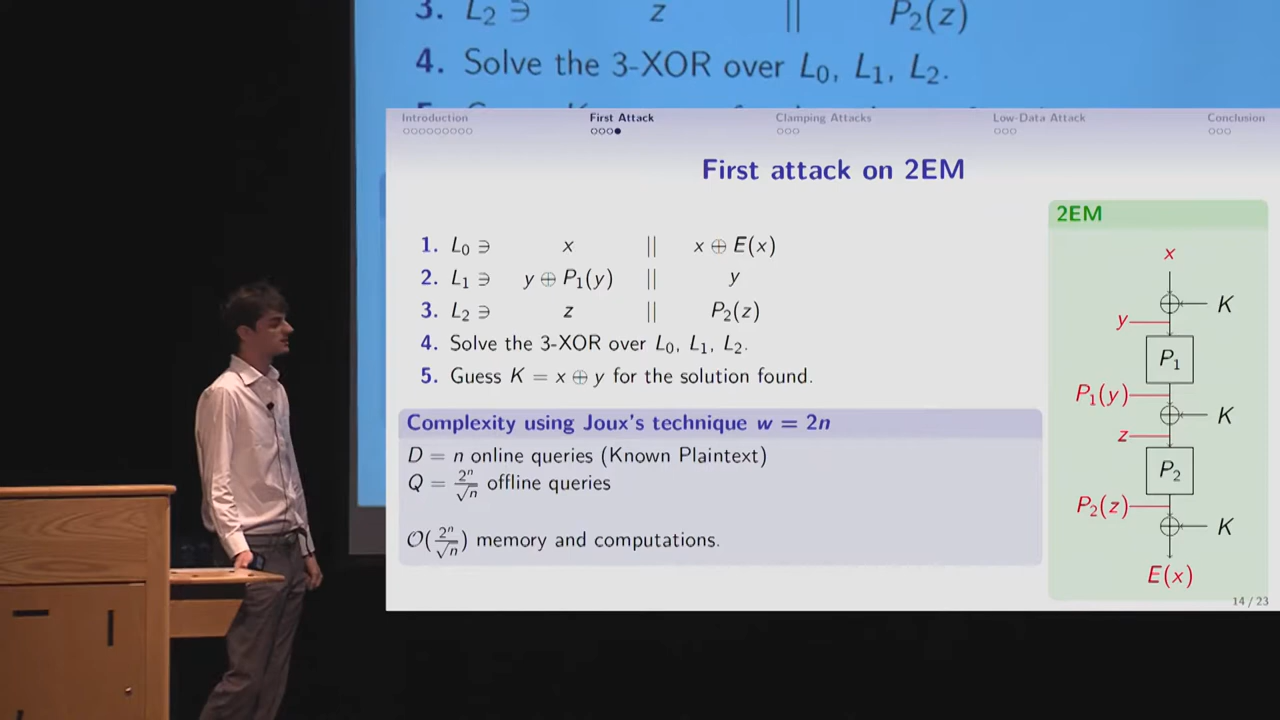 3. L₂ ∋ z || P₂(z)
4. Solve the 3-XOR over L₀, L₁, L₂.
Introduction First Attack Clamping Attacks Low-Data Attack Conclusion
First attack on 2EM
1. L₀ ∋ x || x ⊕ E(x)
2. L₁ ∋ y ⊕ P₁(y) || y
3. L₂ ∋ z || P₂(z)
4. Solve the 3-XOR over L₀, L₁, L₂.
5. Guess K = x ⊕ y for the solution found.
Complexity using Joux's technique w = 2n
D = n online queries (Known Plaintext)
Q = 2ⁿ/√n offline queries
O(2ⁿ/√n) memory and computations.
2EM
x
K
y
P₁
P₁(y)
K
z
P₂
P₂(z)
K
E(x)
14 / 23